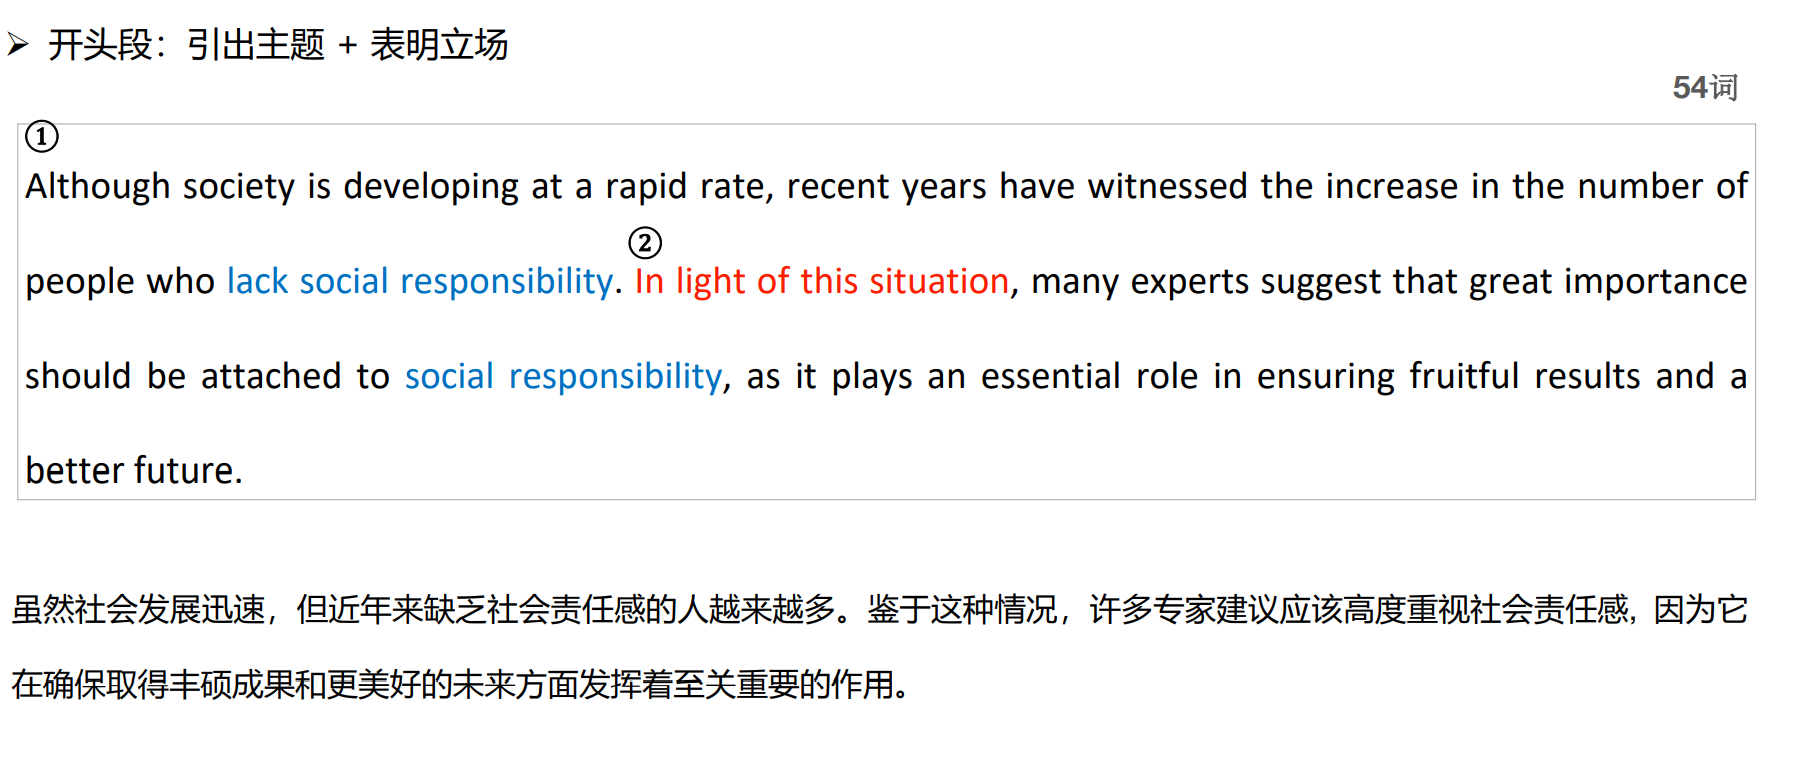 ➢ 开头段：引出主题 + 表明立场
54词
①
Although society is developing at a rapid rate, recent years have witnessed the increase in the number of
②
people who lack social responsibility. In light of this situation, many experts suggest that great importance
should be attached to social responsibility, as it plays an essential role in ensuring fruitful results and a
better future.
虽然社会发展迅速，但近年来缺乏社会责任感的人越来越多。鉴于这种情况，许多专家建议应该高度重视社会责任感，因为它
在确保取得丰硕成果和更美好的未来方面发挥着至关重要的作用。